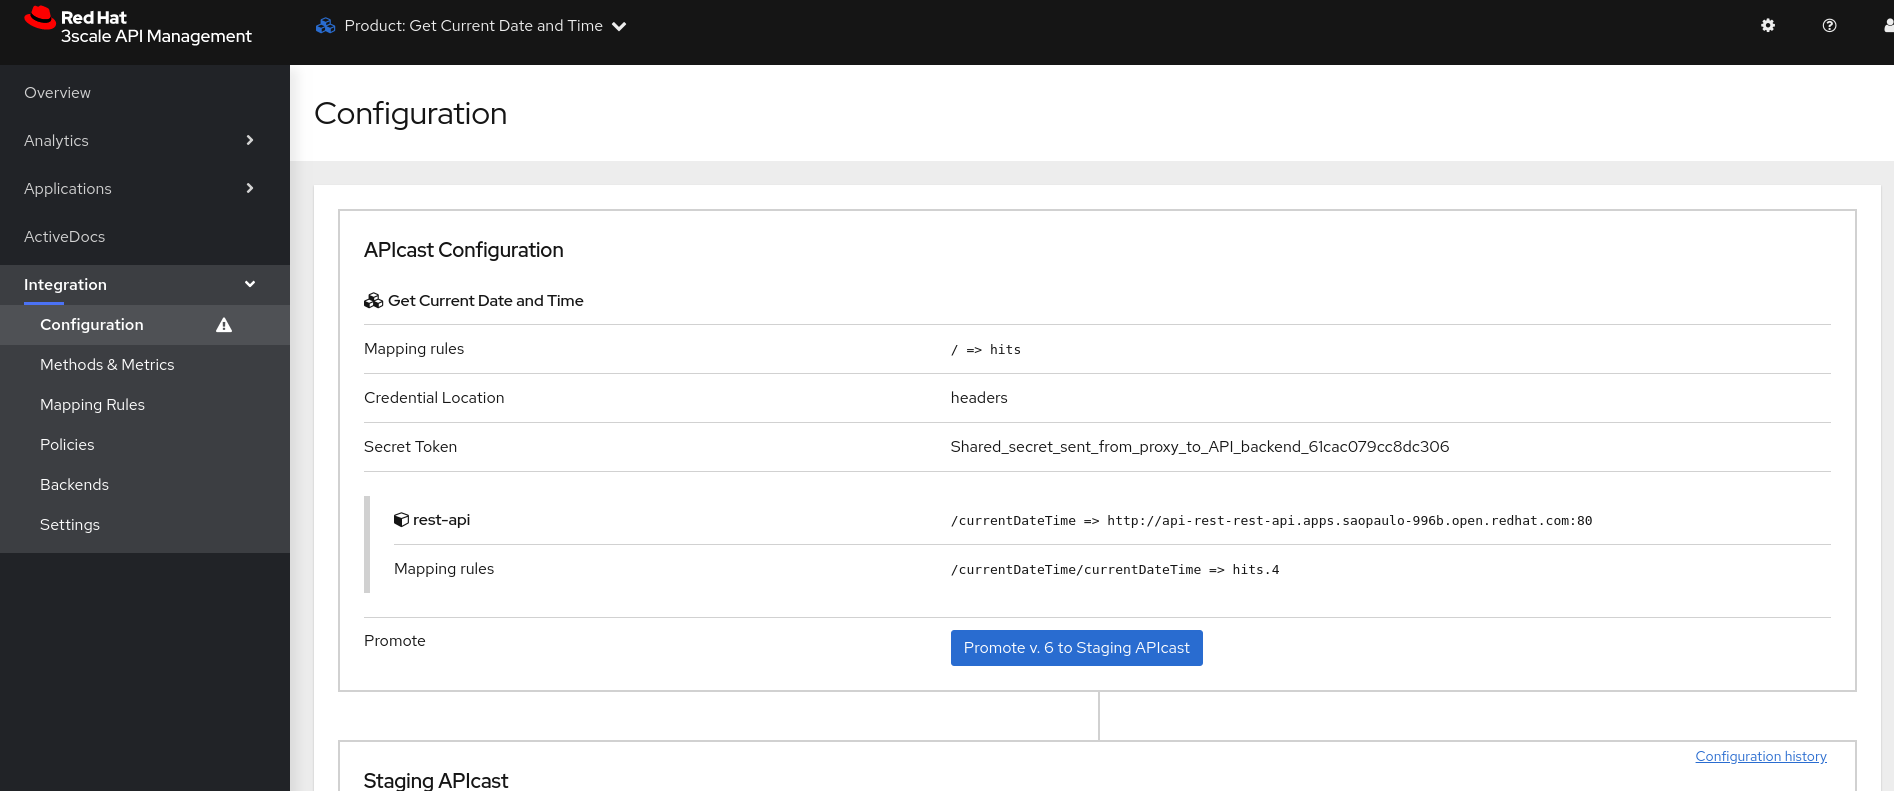 Red Hat
3scale API Management
Product: Get Current Date and Time
Overview
Analytics
Applications
ActiveDocs
Integration
Configuration
Methods & Metrics
Mapping Rules
Policies
Backends
Settings
Configuration
APIcast Configuration
Get Current Date and Time
Mapping rules / => hits
Credential Location headers
Secret Token Shared_secret_sent_from_proxy_to_API_backend_61cac079cc8dc306
rest-api /currentDateTime => http://api-rest-rest-api.apps.saopaulo-996b.open.redhat.com:80
Mapping rules /currentDateTime/currentDateTime => hits.4
Promote Promote v. 6 to Staging APIcast
Configuration history
Staging APIcast